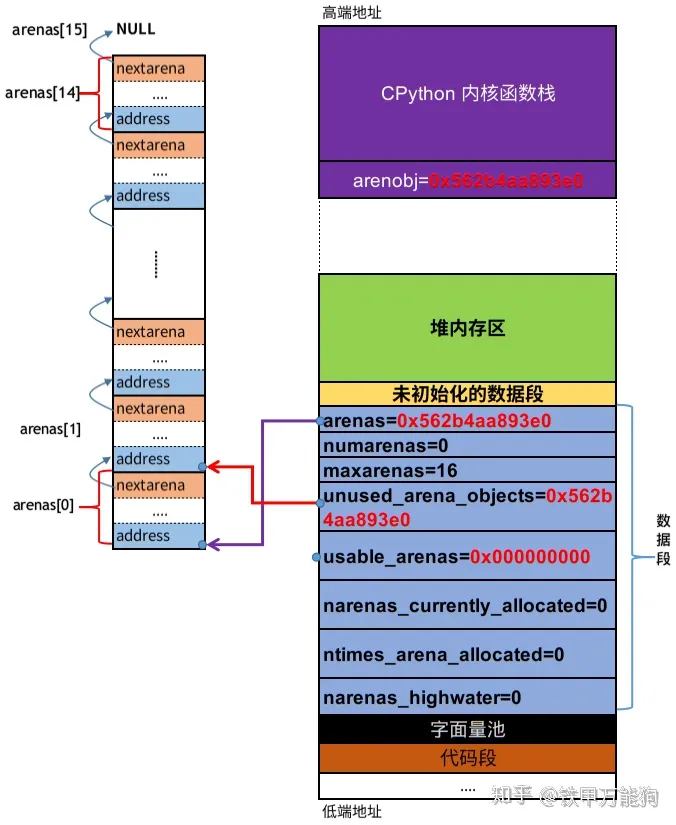 arenas[15]
NULL
nextarena
....
arenas[14]
address
nextarena
....
address
nextarena
....
address
nextarena
arenas[1]
....
address
nextarena
arenas[0]
....
address
高端地址
CPython 内核函数栈
arenobj=0x562b4aa893e0
堆内存区
未初始化的数据段
arenas=0x562b4aa893e0
numarenas=0
maxarenas=16
unused_arena_objects=0x562b
4aa893e0
usable_arenas=0x000000000
narenas_currently_allocated=0
ntimes_arena_allocated=0
narenas_highwater=0
数
据
段
字面量池
代码段
....
低端地址
知乎 @铁甲万能狗